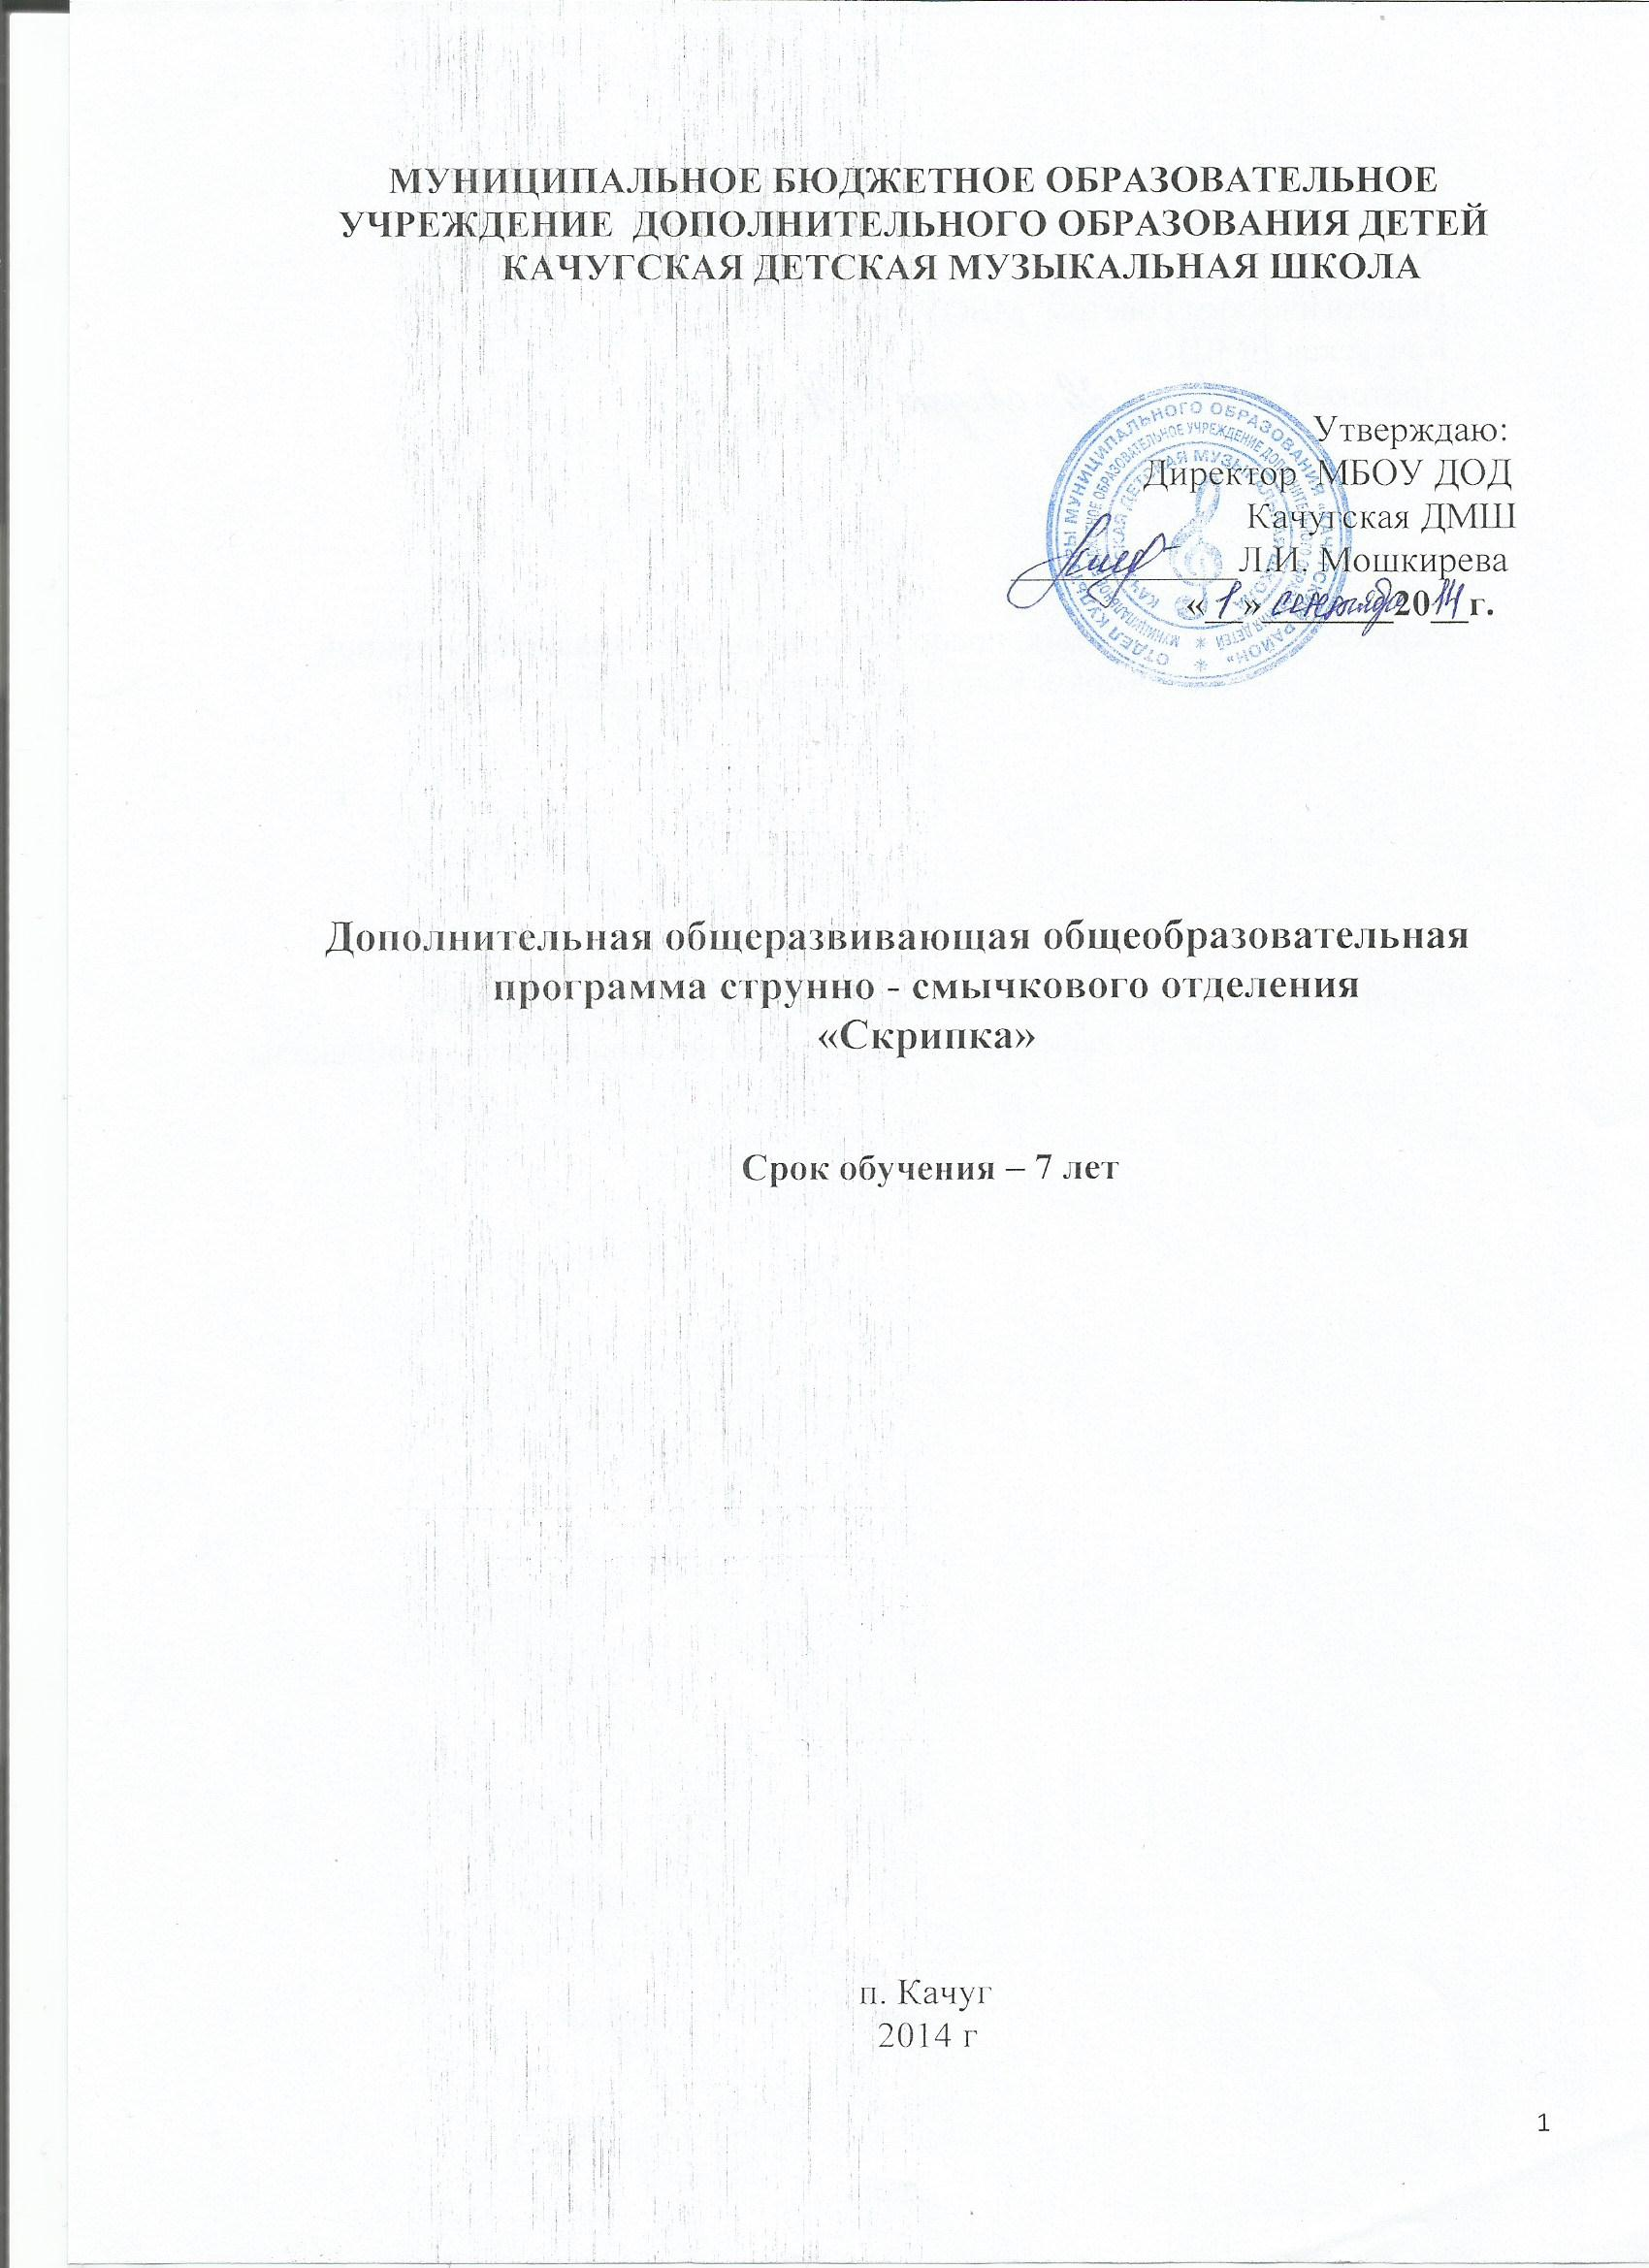 МУНИЦИПАЛЬНОЕ БЮДЖЕТНОЕ ОБРАЗОВАТЕЛЬНОЕ
УЧРЕЖДЕНИЕ ДОПОЛНИТЕЛЬНОГО ОБРАЗОВАНИЯ ДЕТЕЙ
КАЧУГСКАЯ ДЕТСКАЯ МУЗЫКАЛЬНАЯ ШКОЛА
Утверждаю:
Директор МБОУ ДОД
Качугская ДМШ
Л.И. Мошкирева
«1» сентября 2014 г.
Дополнительная общеразвивающая общеобразовательная
программа струнно - смычкового отделения
«Скрипка»
Срок обучения – 7 лет
п. Качуг
2014 г
1